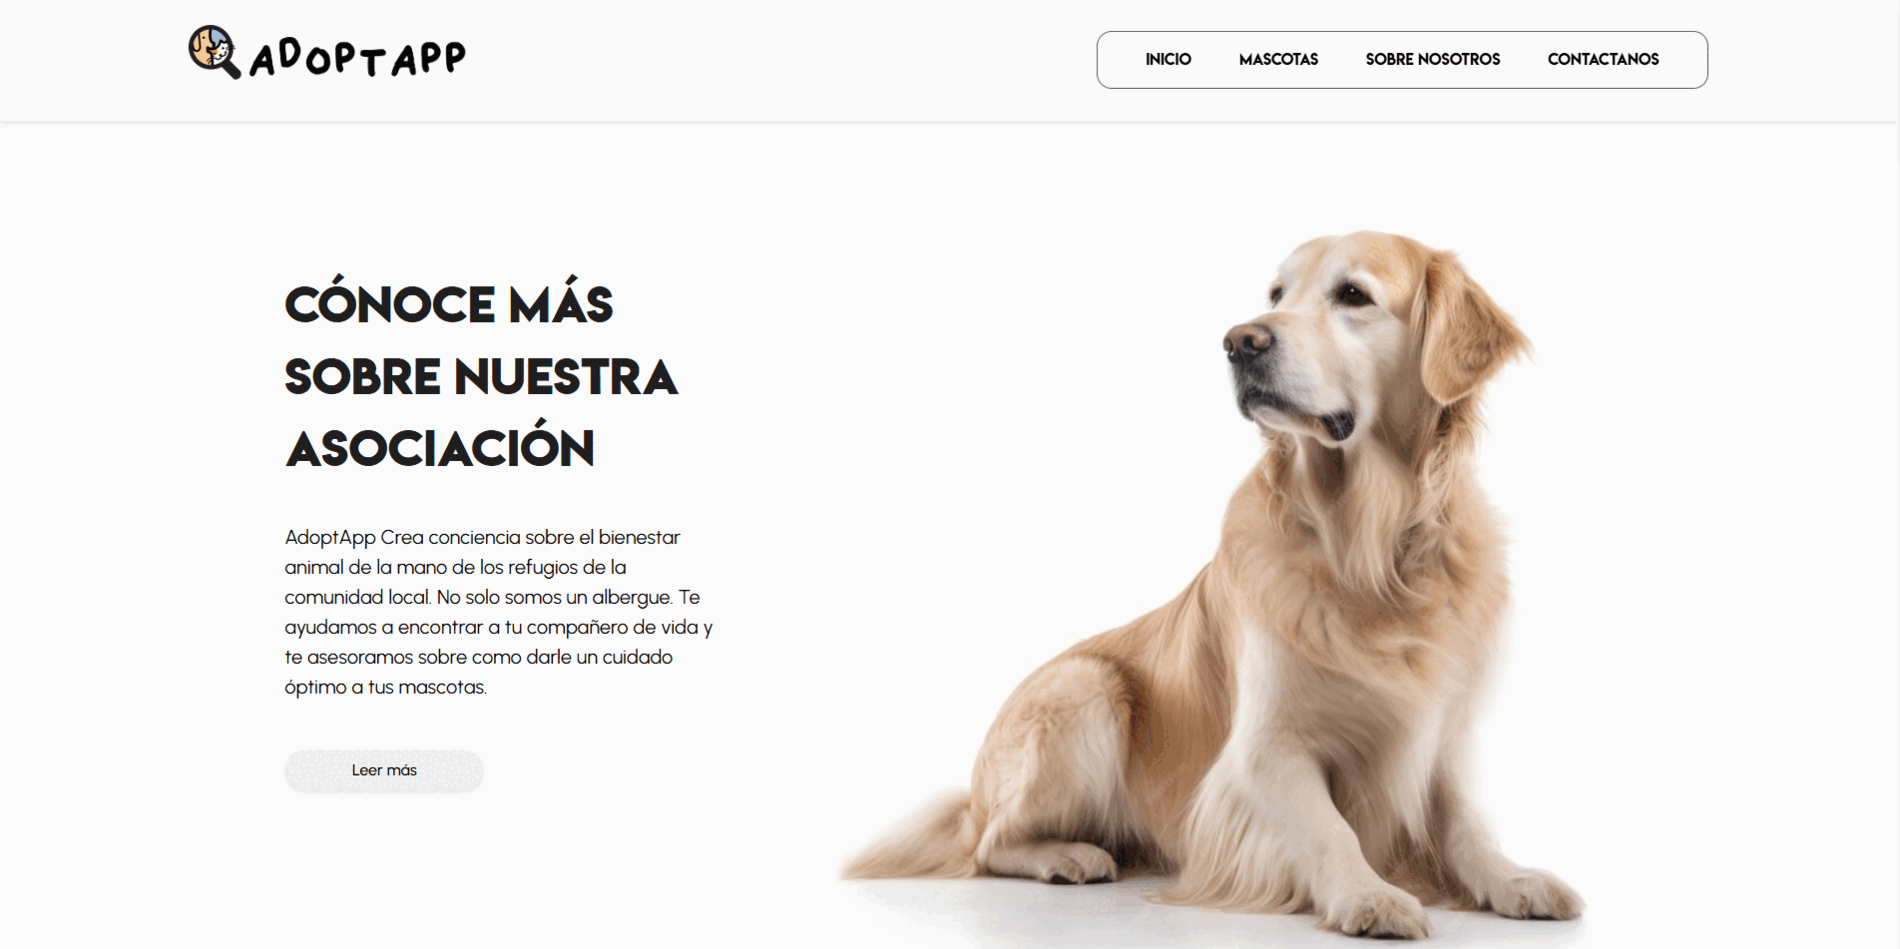 ADOPTAPP
INICIO MASCOTAS SOBRE NOSOTROS CONTACTANOS
CÓNOCE MÁS
SOBRE NUESTRA
ASOCIACIÓN
AdoptApp Crea conciencia sobre el bienestar
animal de la mano de los refugios de la
comunidad local. No solo somos un albergue. Te
ayudamos a encontrar a tu compañero de vida y
te asesoramos sobre como darle un cuidado
óptimo a tus mascotas.
Leer más